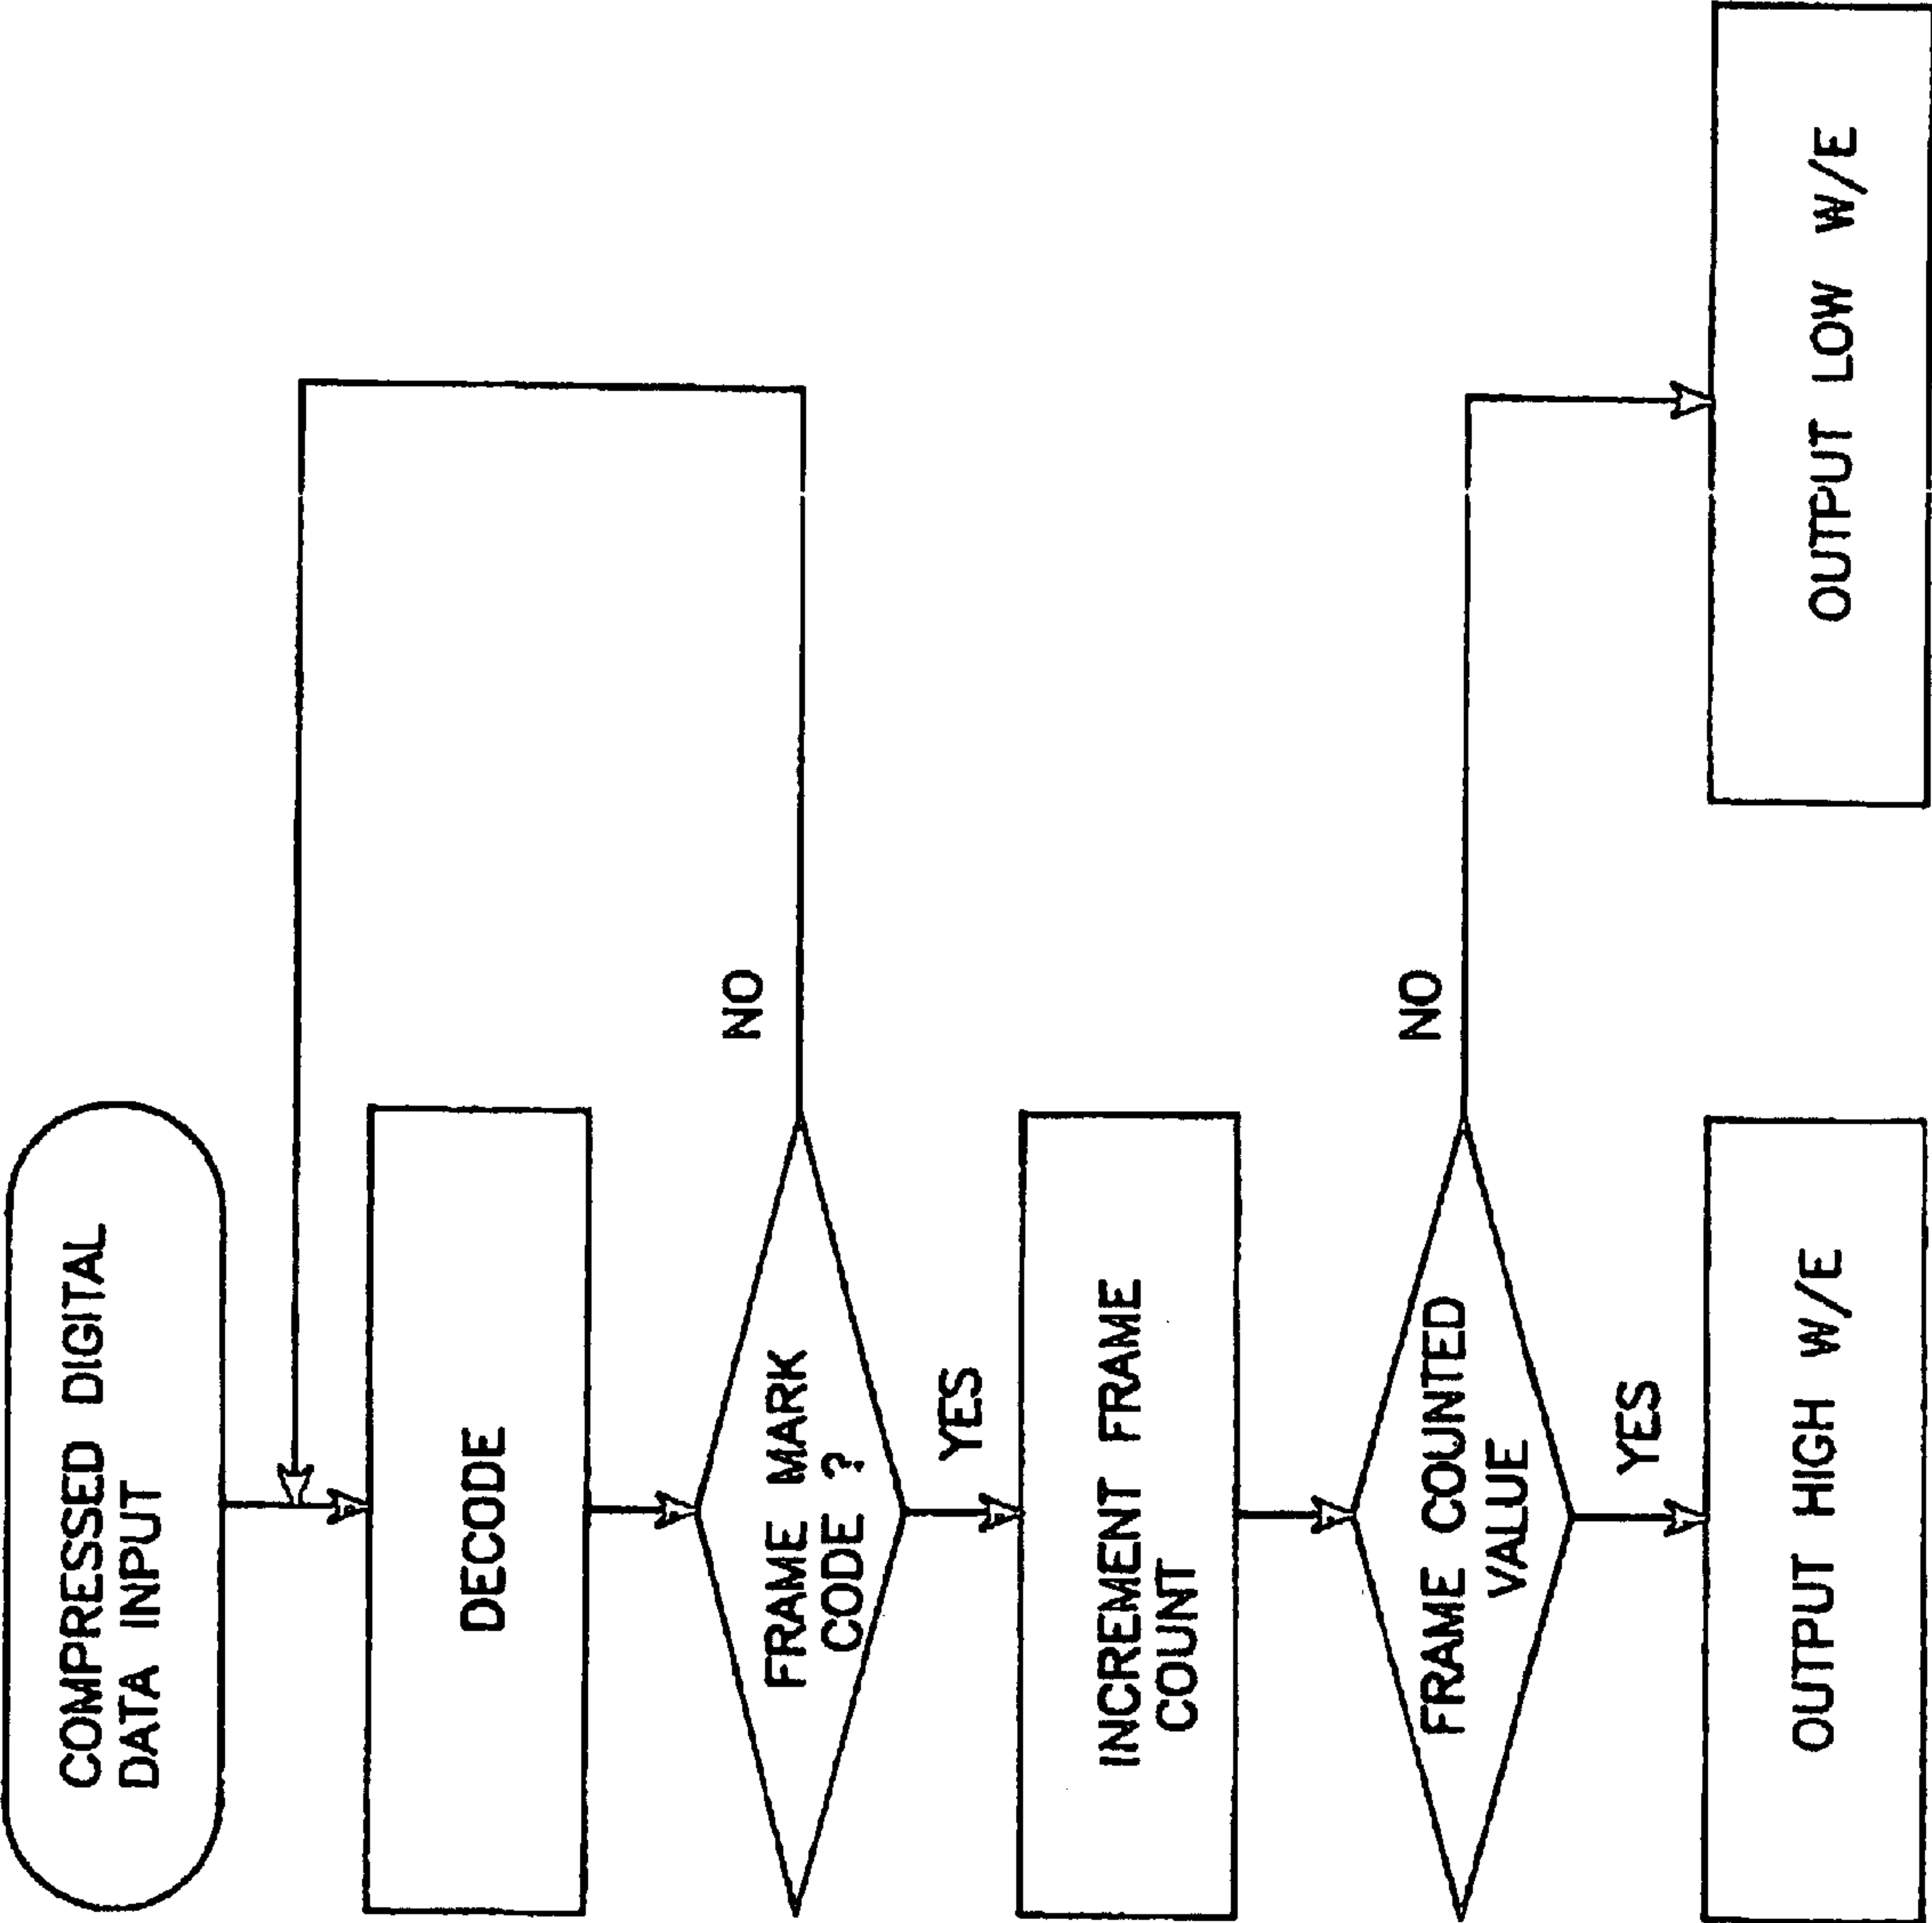 COMPRESSED DIGITAL
DATA INPUT
DECODE
FRAME MARK
CODE ?
NO
YES
INCREMENT FRAME
COUNT
FRAME COUNTED
VALUE
NO
YES
OUTPUT HIGH W/E
OUTPUT LOW W/E